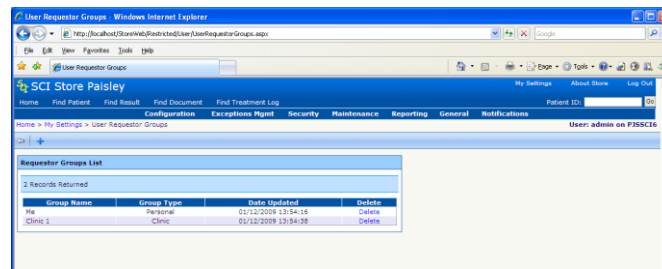 User Requestor Groups - Windows Internet Explorer
http://localhost/StoreWeb/Restricted/User/UserRequestorGroups.aspx
Google
File Edit View Favorites Tools Help
User Requestor Groups
Page Tools
SCI Store Paisley
My Settings About Store Log Out
Home Find Patient Find Result Find Document Find Treatment Log
Patient ID: Go
Configuration Exceptions Mgmt Security Maintenance Reporting General Notifications
Home > My Settings > User Requestor Groups
User: admin on PJSSCI6
Requestor Groups List
2 Records Returned
Group Name Group Type Date Updated Delete
Me Personal 01/12/2009 13:54:16 Delete
Clinic 1 Clinic 01/12/2009 13:54:38 Delete